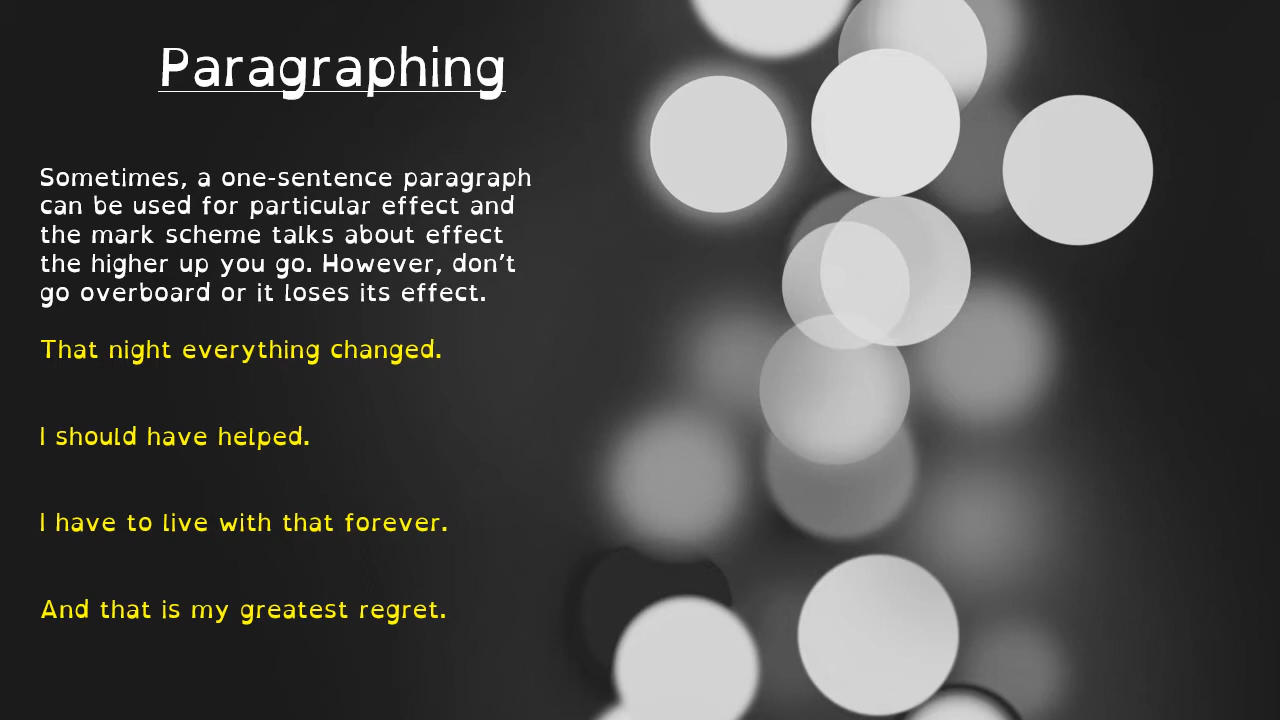 Paragraphing
Sometimes, a one-sentence paragraph
can be used for particular effect and
the mark scheme talks about effect
the higher up you go. However, don’t
go overboard or it loses its effect.
That night everything changed.
I should have helped.
I have to live with that forever.
And that is my greatest regret.